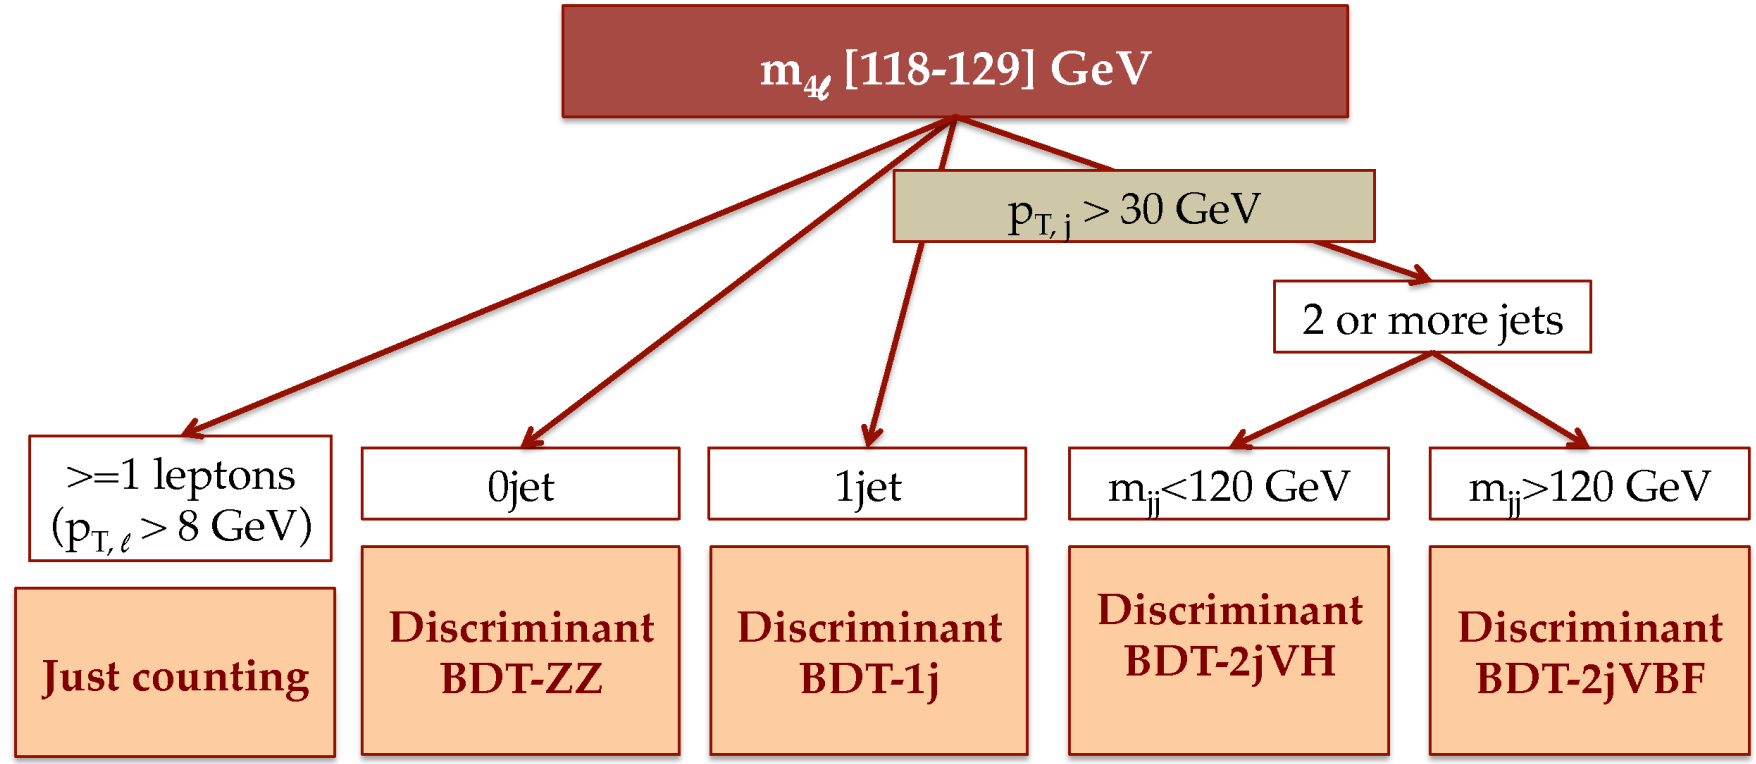 m4ℓ [118-129] GeV
pT, j > 30 GeV
2 or more jets
>=1 leptons
(pT, ℓ > 8 GeV)
0jet
1jet
mjj<120 GeV
mjj>120 GeV
Just counting
Discriminant
BDT-ZZ
Discriminant
BDT-1j
Discriminant
BDT-2jVH
Discriminant
BDT-2jVBF